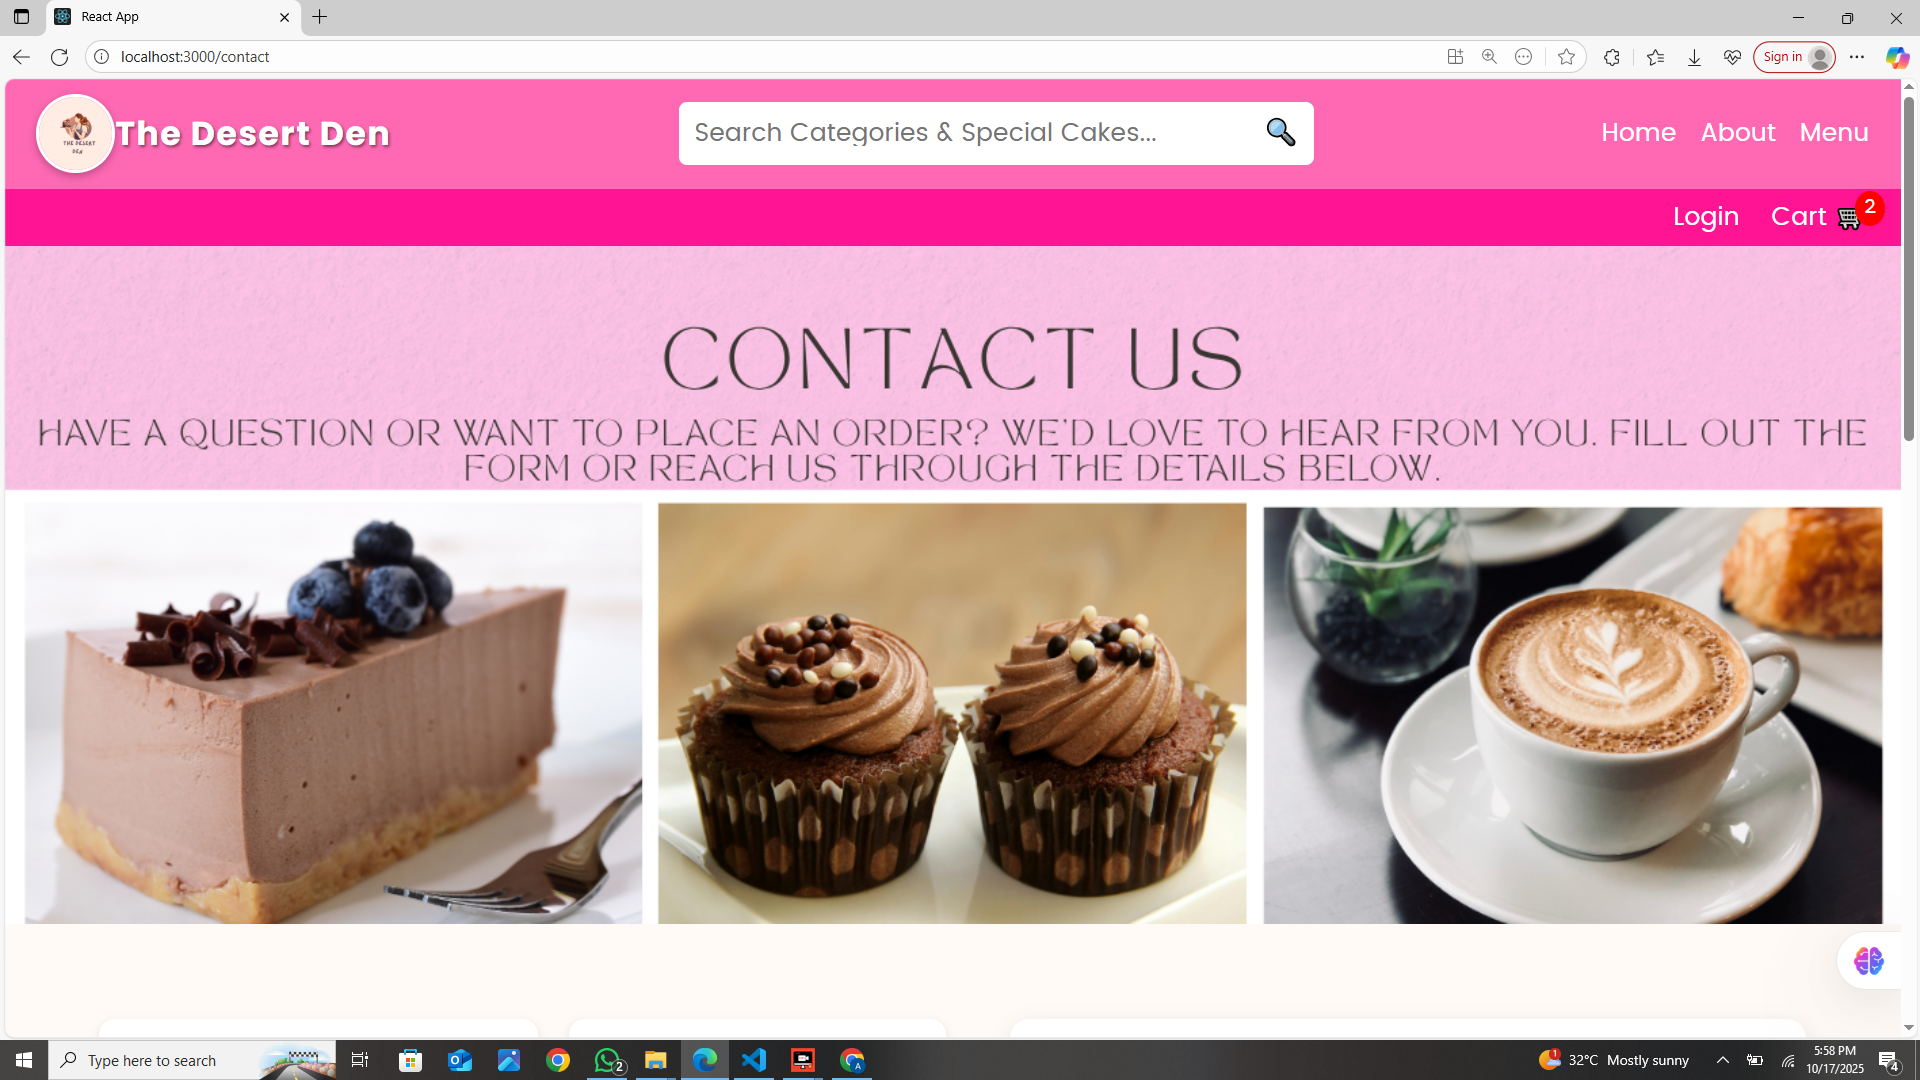 React App
localhost:3000/contact
Sign in
THE DESERT
DEN
The Desert Den
Search Categories & Special Cakes...
Home About Menu
Login Cart 2
CONTACT US
HAVE A QUESTION OR WANT TO PLACE AN ORDER? WE'D LOVE TO HEAR FROM YOU. FILL OUT THE
FORM OR REACH US THROUGH THE DETAILS BELOW.
Type here to search
2
A
1
32°C Mostly sunny
5:58 PM
10/17/2025
4